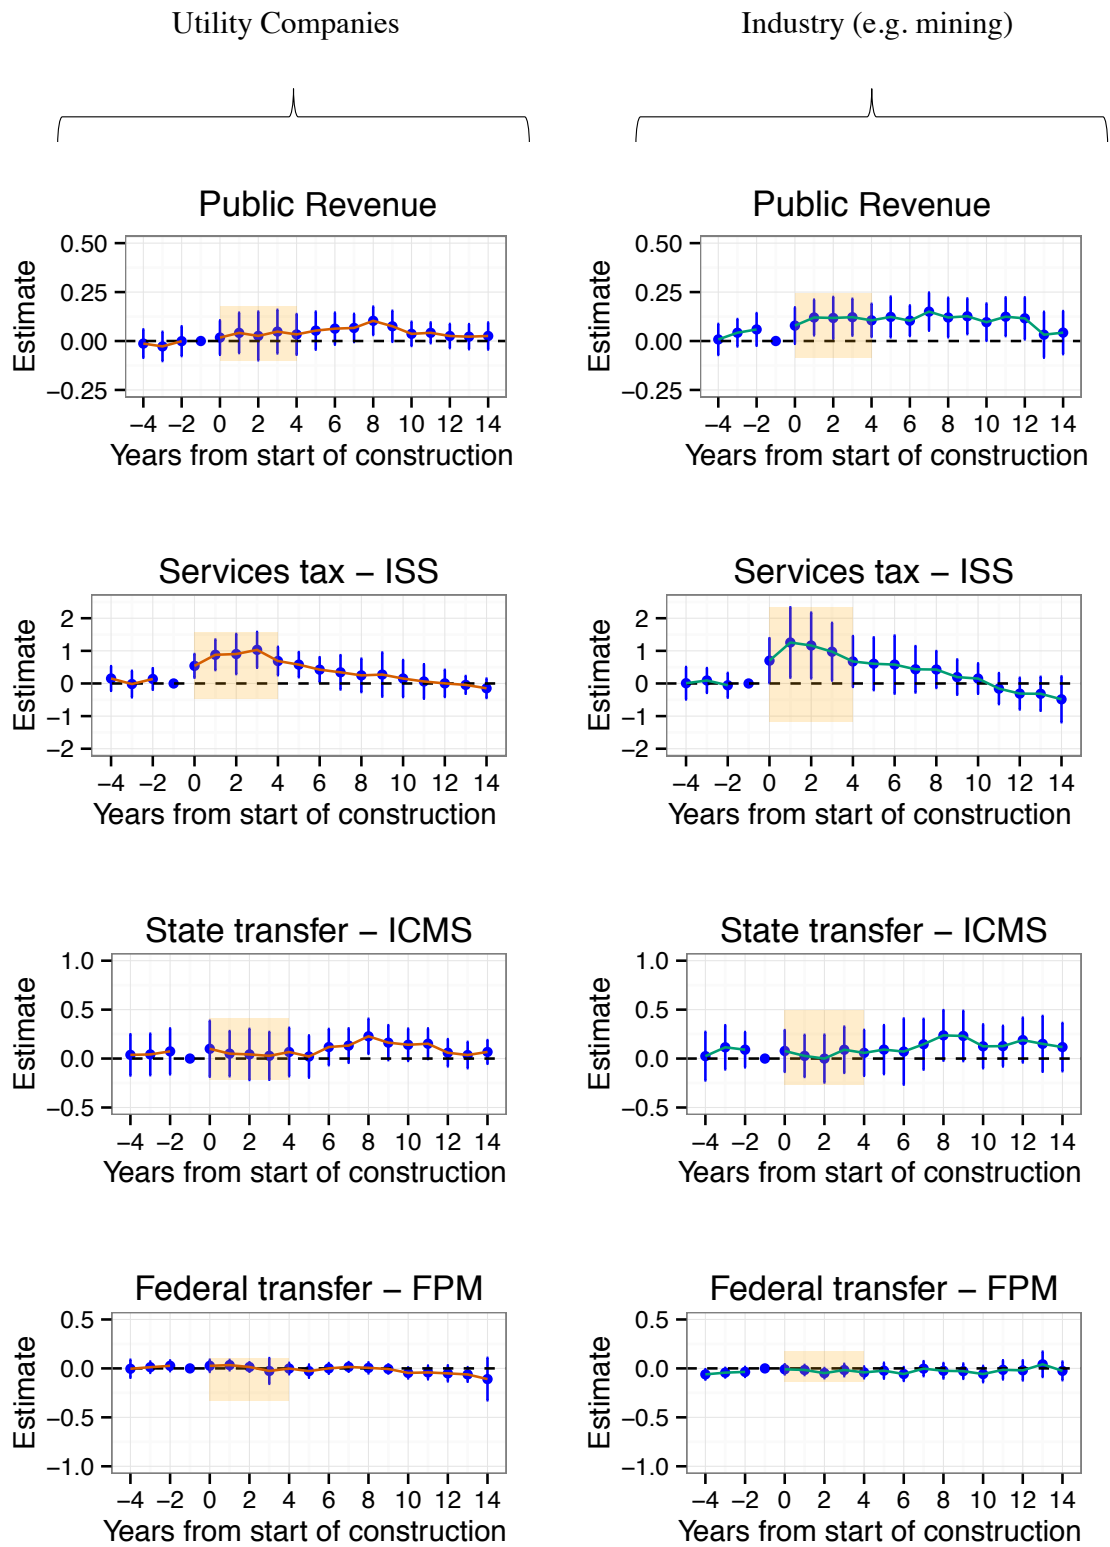 Utility Companies
Industry (e.g. mining)
Public Revenue
Estimate
0.50
0.25
0.00
−0.25
−4 −2 0 2 4 6 8 10 12 14
Years from start of construction
Public Revenue
Estimate
0.50
0.25
0.00
−0.25
−4 −2 0 2 4 6 8 10 12 14
Years from start of construction
Services tax − ISS
Estimate
2
1
0
−1
−2
−4 −2 0 2 4 6 8 10 12 14
Years from start of construction
Services tax − ISS
Estimate
2
1
0
−1
−2
−4 −2 0 2 4 6 8 10 12 14
Years from start of construction
State transfer − ICMS
Estimate
1.0
0.5
0.0
−0.5
−4 −2 0 2 4 6 8 10 12 14
Years from start of construction
State transfer − ICMS
Estimate
1.0
0.5
0.0
−0.5
−4 −2 0 2 4 6 8 10 12 14
Years from start of construction
Federal transfer − FPM
Estimate
0.5
0.0
−0.5
−1.0
−4 −2 0 2 4 6 8 10 12 14
Years from start of construction
Federal transfer − FPM
Estimate
0.5
0.0
−0.5
−1.0
−4 −2 0 2 4 6 8 10 12 14
Years from start of construction